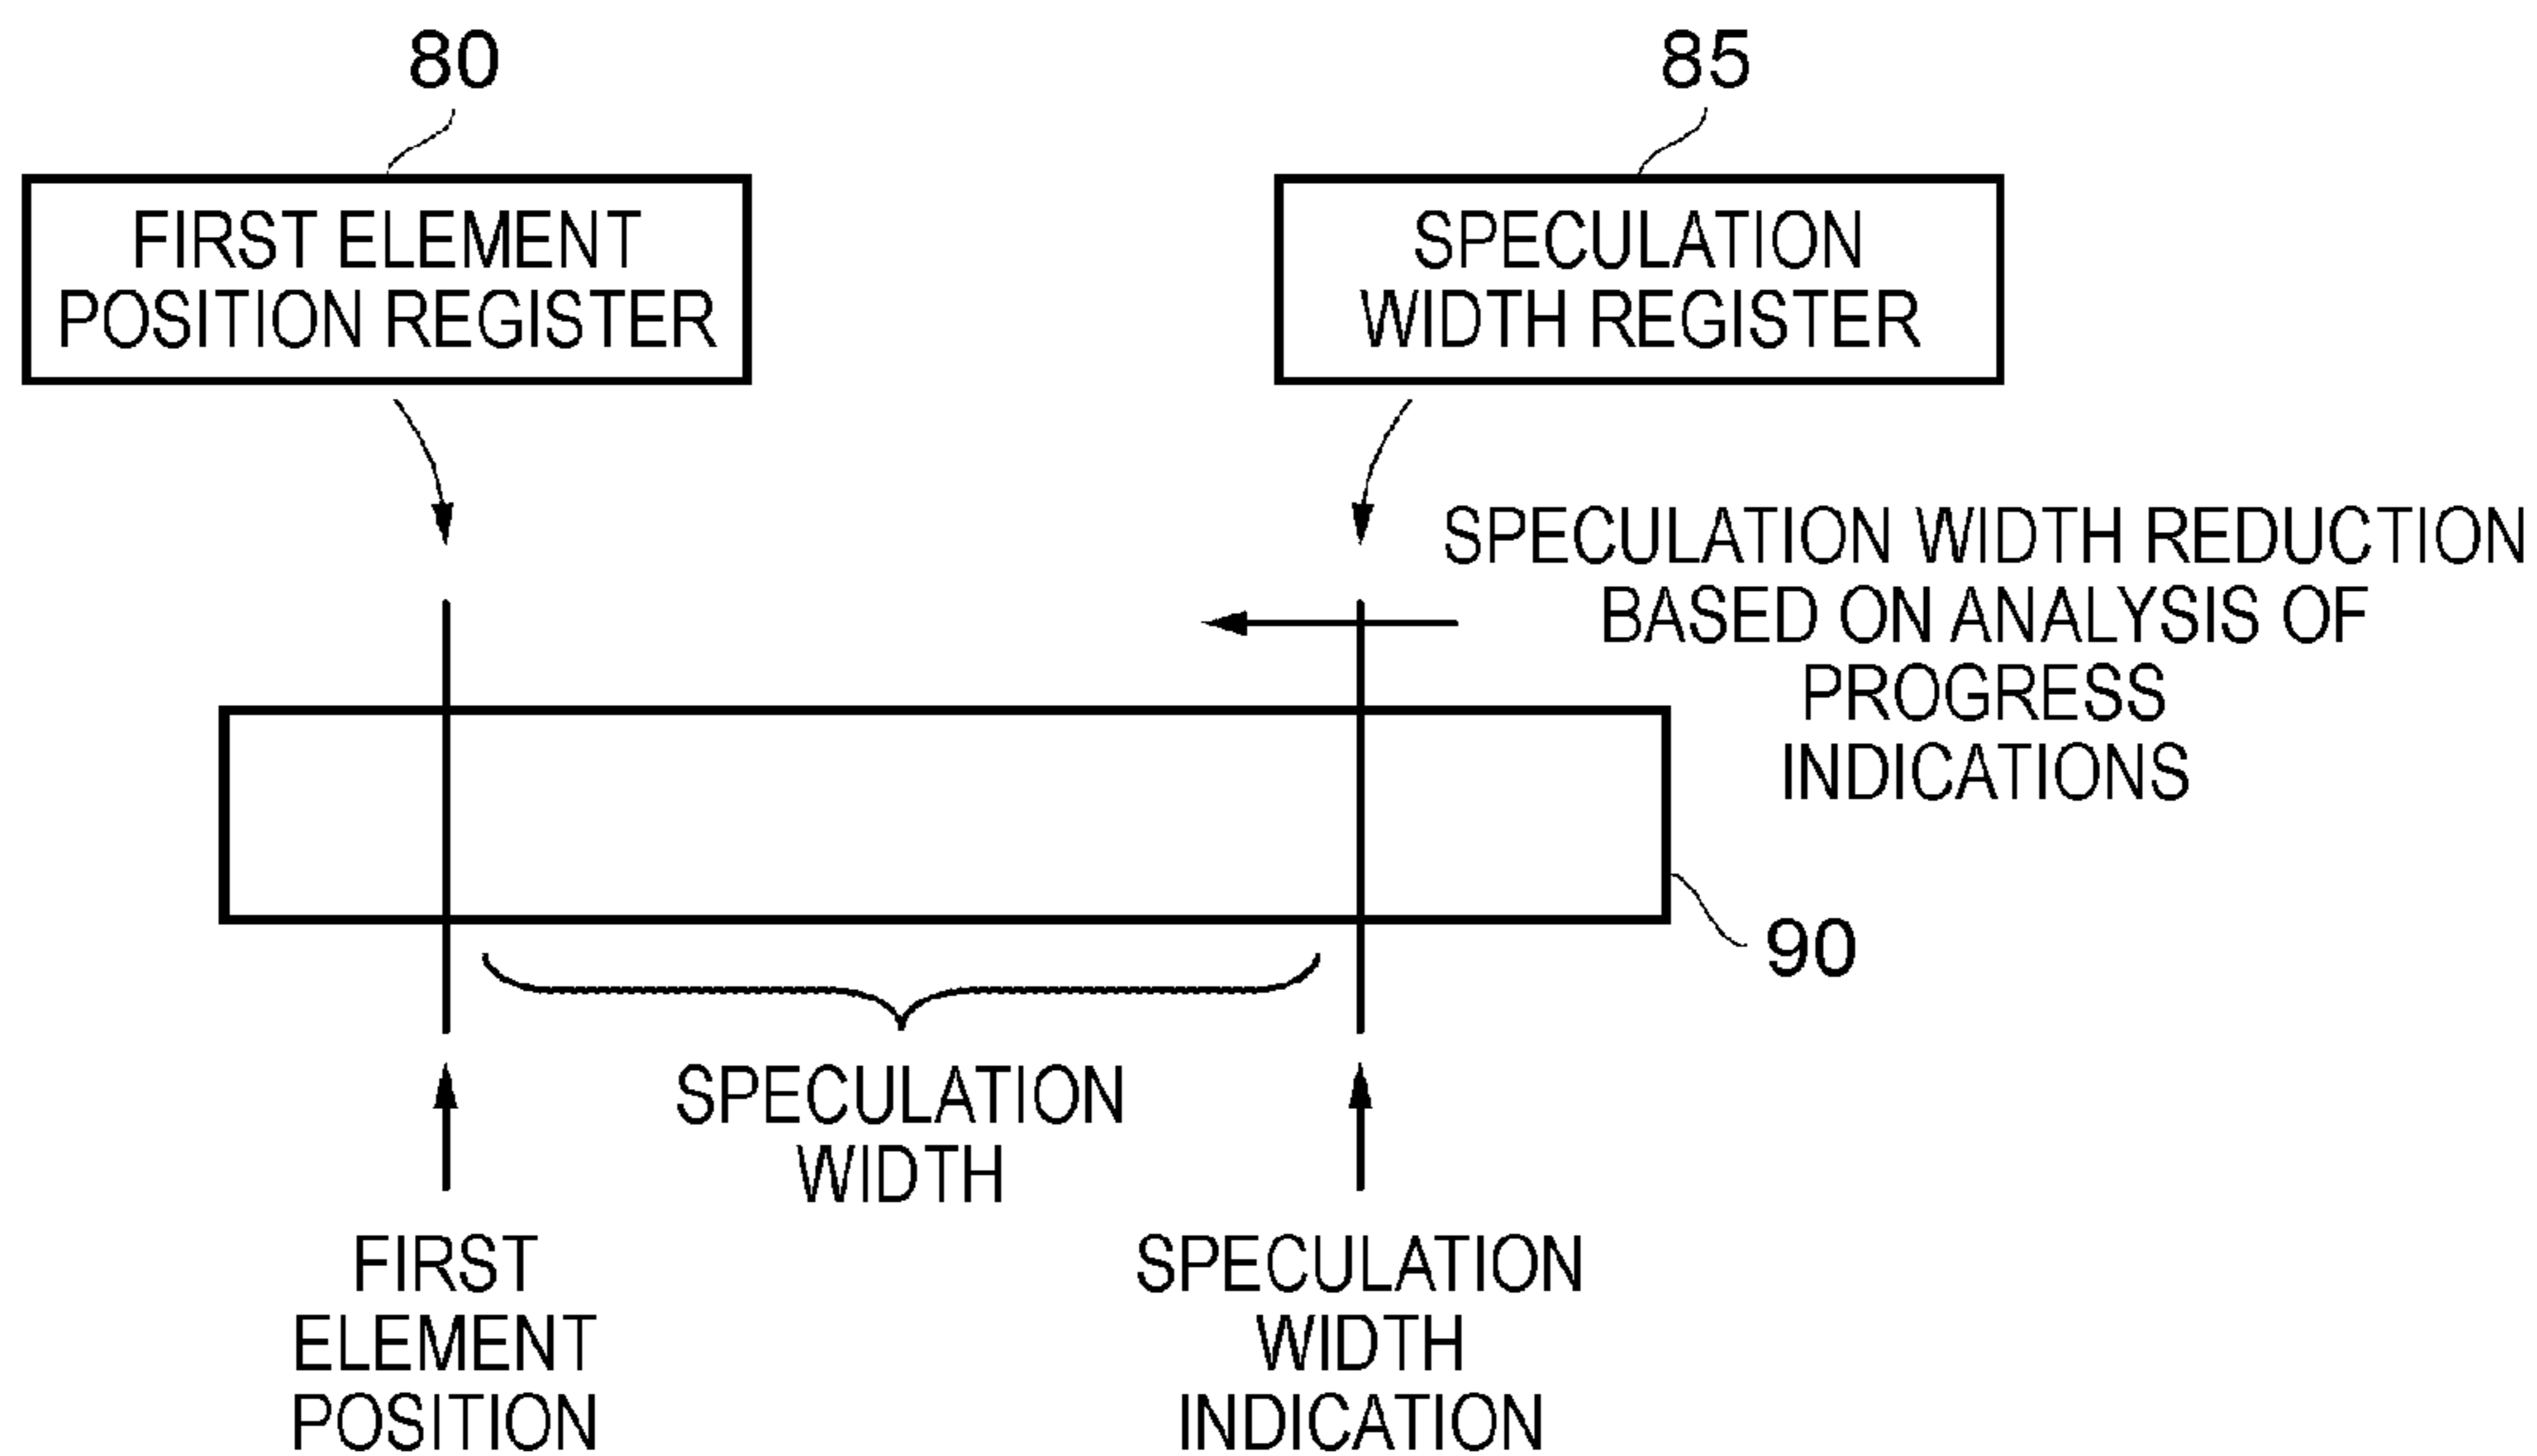 80
85
FIRST ELEMENT
POSITION REGISTER
SPECULATION
WIDTH REGISTER
SPECULATION WIDTH REDUCTION
BASED ON ANALYSIS OF
PROGRESS
INDICATIONS
90
SPECULATION
WIDTH
FIRST
ELEMENT
POSITION
SPECULATION
WIDTH
INDICATION